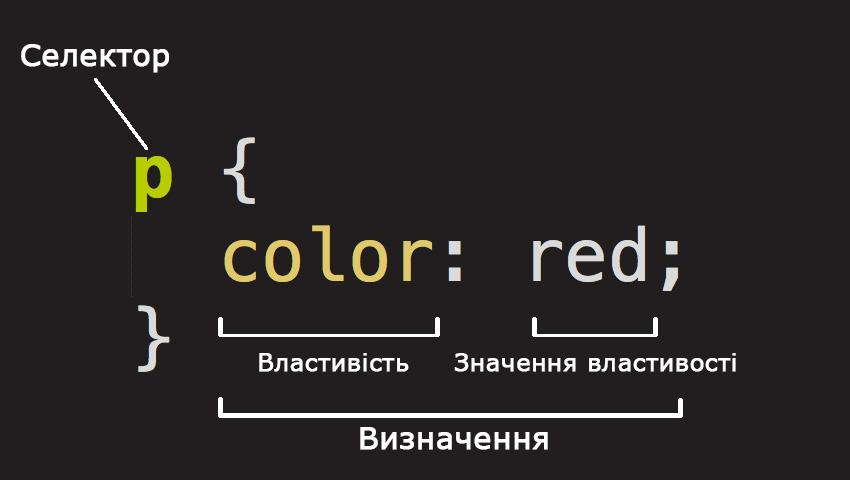 Селектор
p {
color: red;
}
Властивість
Значення властивості
Визначення